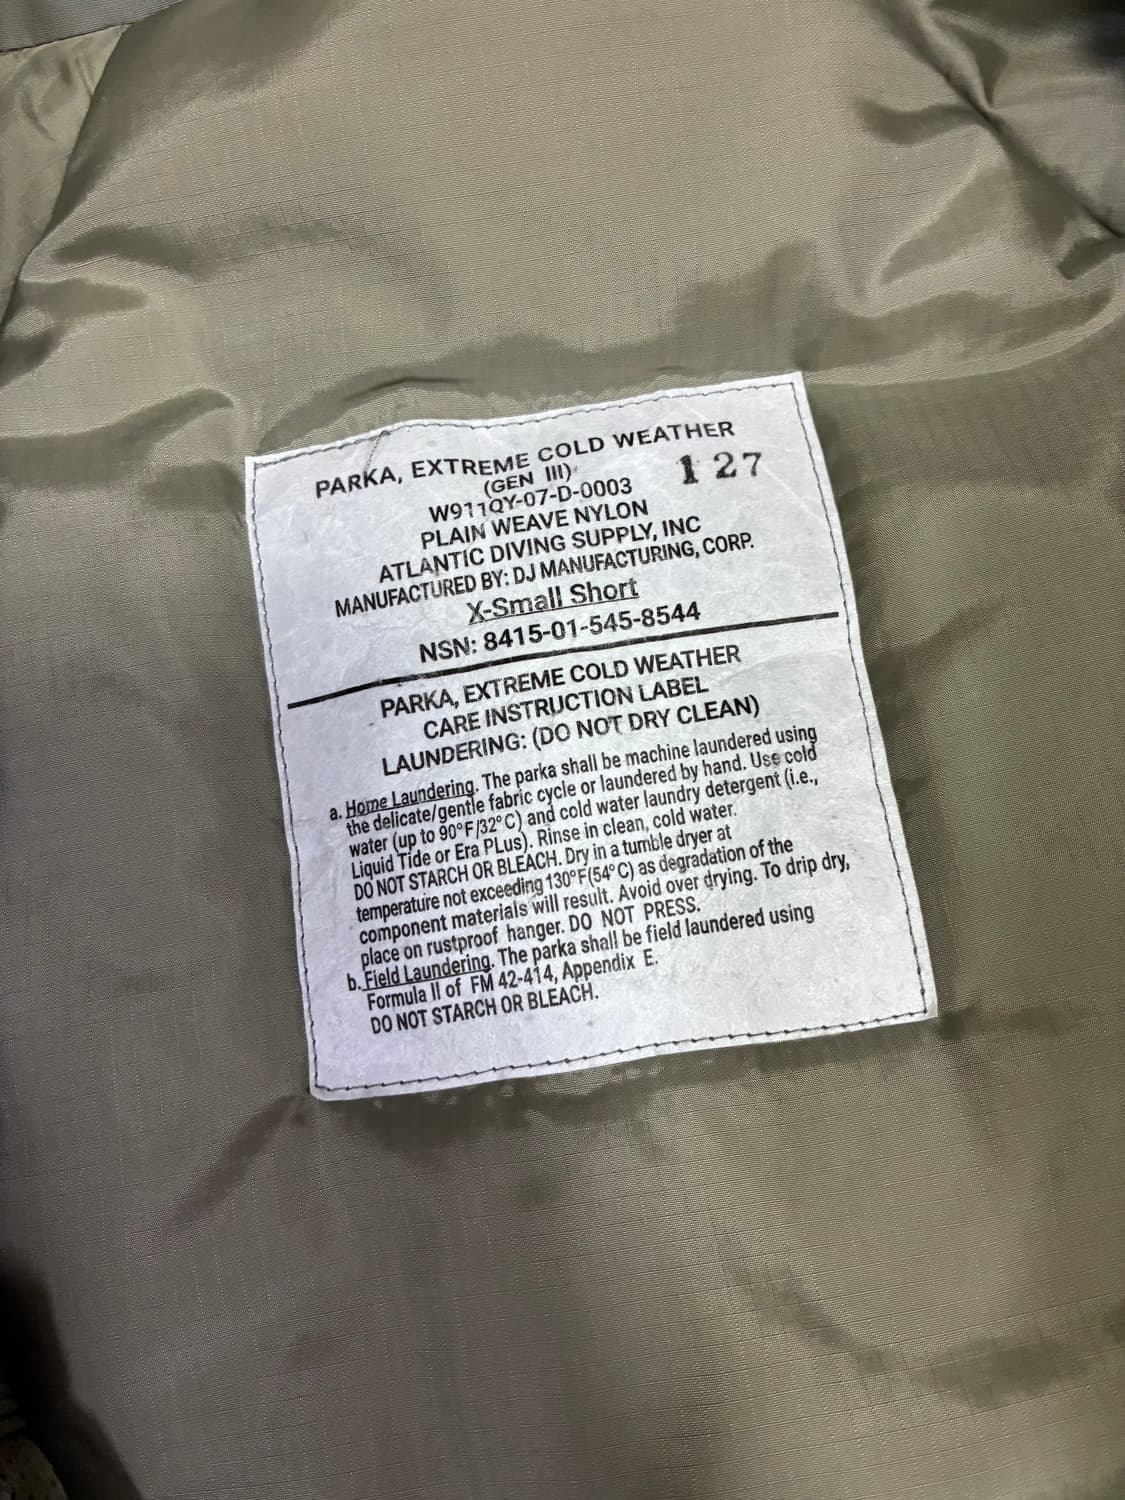 PARKA, EXTREME COLD WEATHER
(GEN III)
127
W911QY-07-D-0003
PLAIN WEAVE NYLON
ATLANTIC DIVING SUPPLY, INC
MANUFACTURED BY: DJ MANUFACTURING, CORP.
X-Small Short
NSN: 8415-01-545-8544
PARKA, EXTREME COLD WEATHER
CARE INSTRUCTION LABEL
LAUNDERING: (DO NOT DRY CLEAN)
a. Home Laundering. The parka shall be machine laundered using
the delicate/gentle fabric cycle or laundered by hand. Use cold
water (up to 90°F/32°C) and cold water laundry detergent (i.e.,
Liquid Tide or Era PLus). Rinse in clean, cold water.
DO NOT STARCH OR BLEACH. Dry in a tumble dryer at
temperature not exceeding 130°F(54°C) as degradation of the
component materials will result. Avoid over drying. To drip dry,
place on rustproof hanger. DO NOT PRESS.
b. Field Laundering. The parka shall be field laundered using
Formula II of FM 42-414, Appendix E.
DO NOT STARCH OR BLEACH.